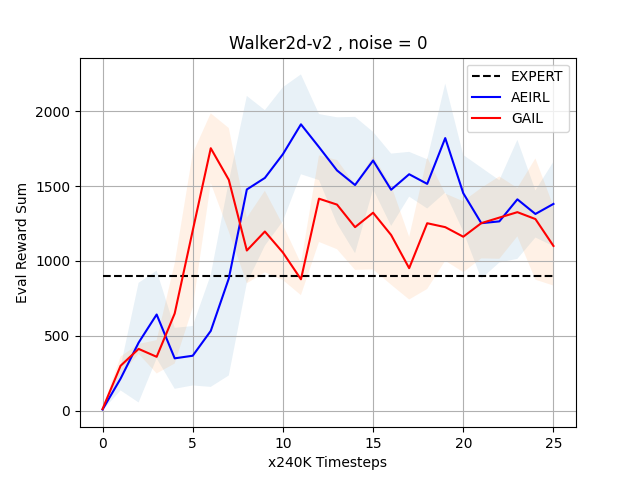 Walker2d-v2 , noise = 0
EXPERT
AEIRL
GAIL
Eval Reward Sum
2000
1500
1000
500
0
0 5 10 15 20 25
x240K Timesteps